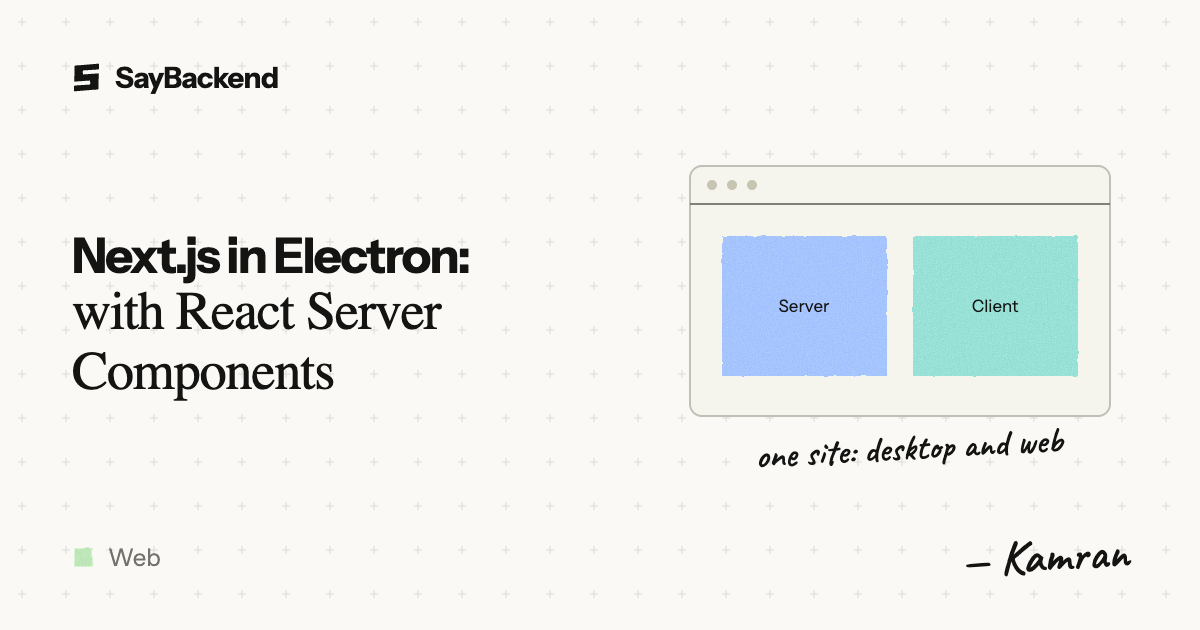 SayBackend
Next.js in Electron:
with React Server
Components
Server
Client
one site: desktop and web
Web
— Kamran